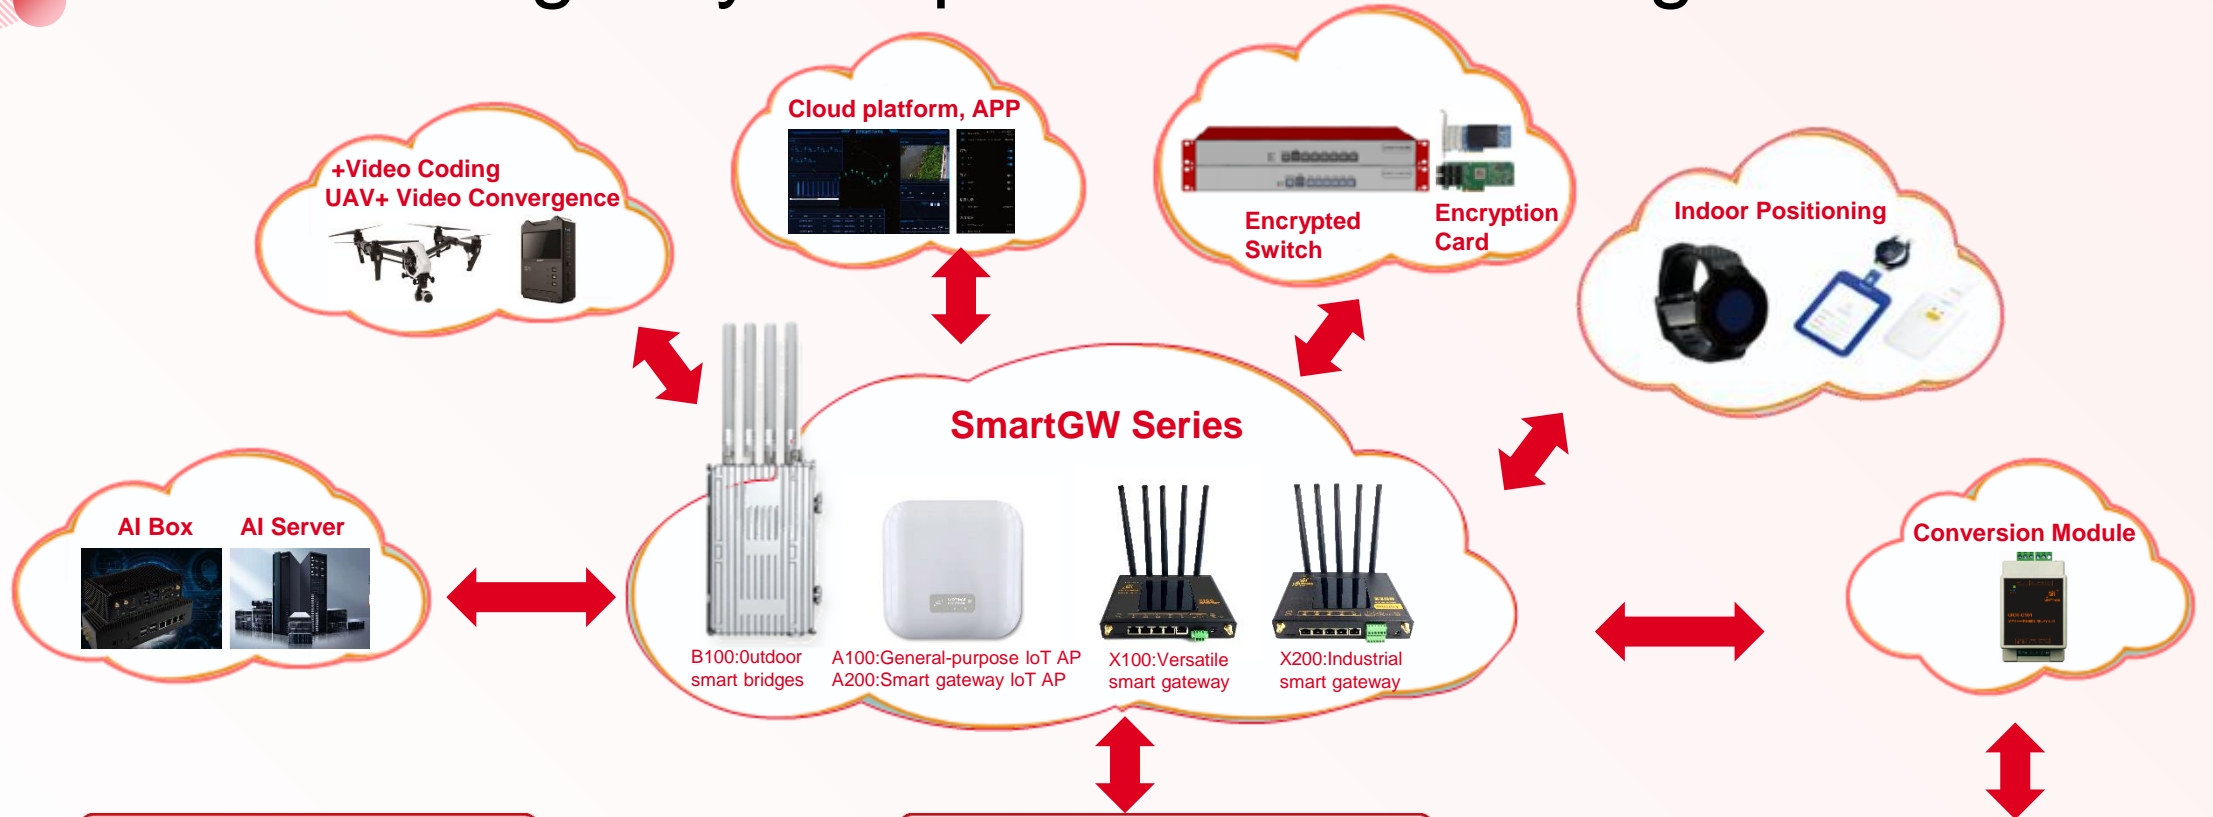 Cloud platform, APP
+Video Coding
UAV+ Video Convergence
Encrypted
Switch
Encryption
Card
Indoor Positioning
SmartGW Series
AI Box
AI Server
Conversion Module
B100:0utdoor
smart bridges
A100:General-purpose IoT AP
A200:Smart gateway IoT AP
X100:Versatile
smart gateway
X200:Industrial
smart gateway